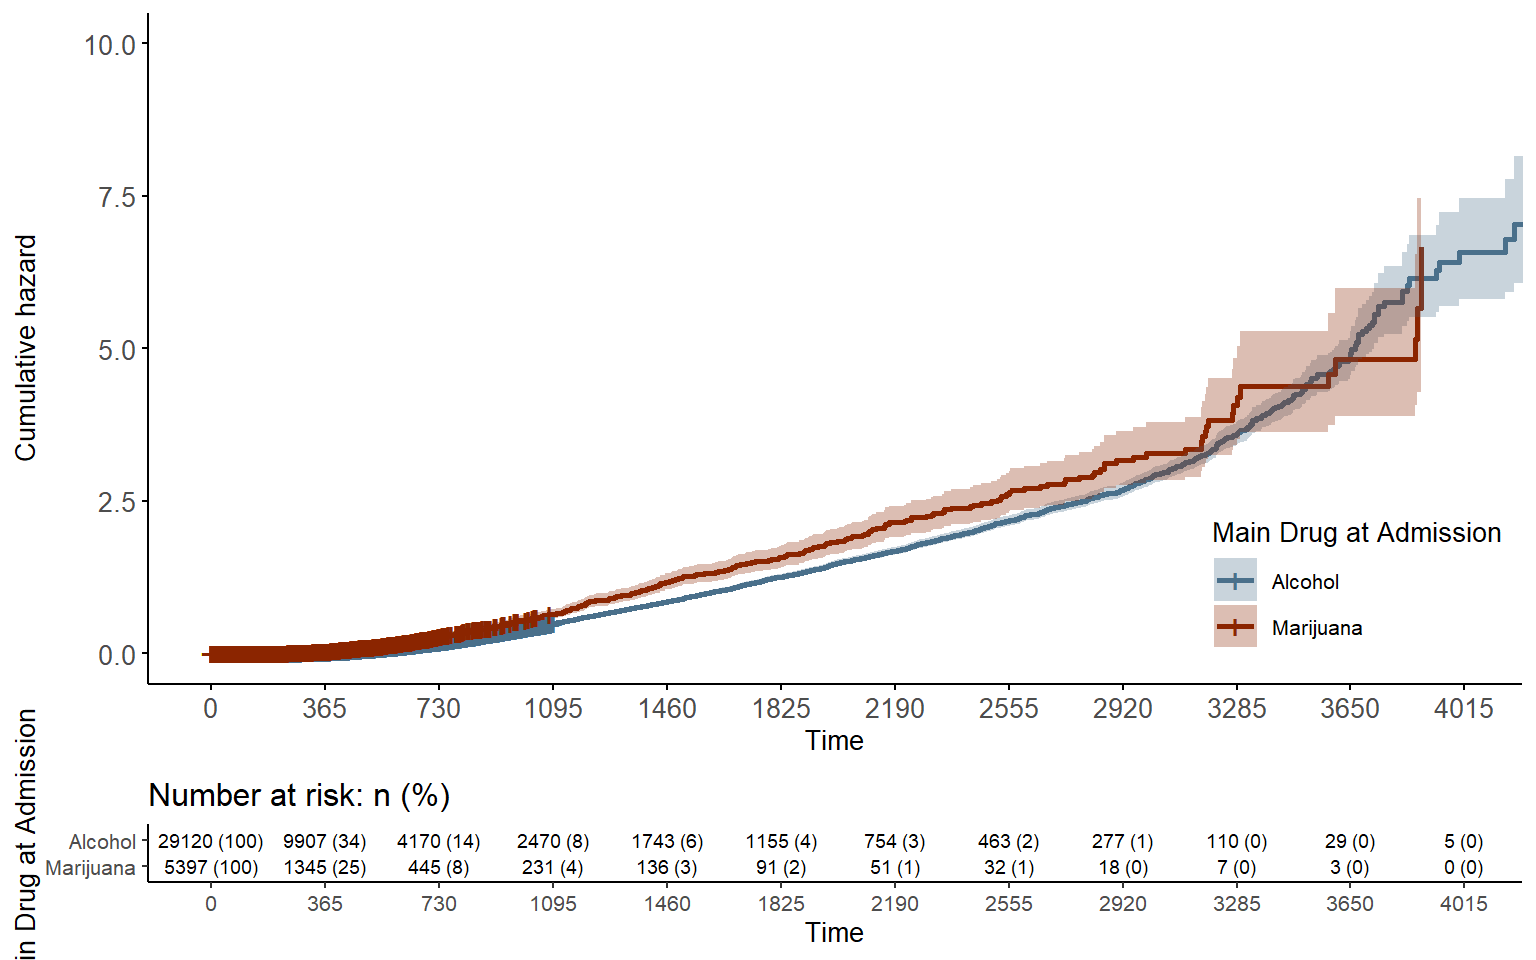 10.0
7.5
5.0
2.5
0.0
Cumulative hazard
Main Drug at Admission
Alcohol
Marijuana
0 365 730 1095 1460 1825 2190 2555 2920 3285 3650 4015
Time
Number at risk: n (%)
in Drug at Admission
Alcohol 29120 (100) 9907 (34) 4170 (14) 2470 (8) 1743 (6) 1155 (4) 754 (3) 463 (2) 277 (1) 110 (0) 29 (0) 5 (0)
Marijuana 5397 (100) 1345 (25) 445 (8) 231 (4) 136 (3) 91 (2) 51 (1) 32 (1) 18 (0) 7 (0) 3 (0) 0 (0)
0 365 730 1095 1460 1825 2190 2555 2920 3285 3650 4015
Time